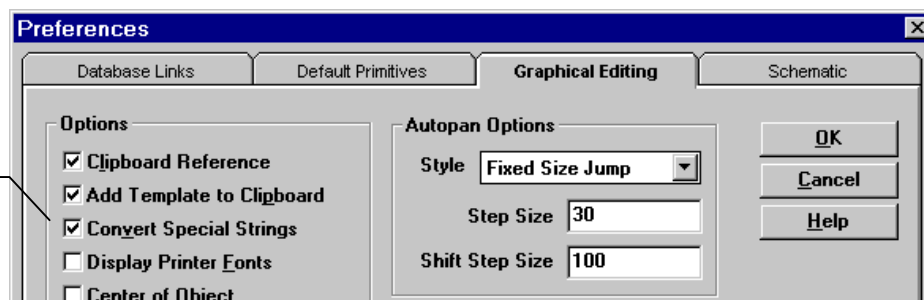 Preferences
Database Links
Default Primitives
Graphical Editing
Schematic
Options
Clipboard Reference
Add Template to Clipboard
Convert Special Strings
Display Printer Fonts
Center of Object
Autopan Options
Style Fixed Size Jump
Step Size 30
Shift Step Size 100
OK
Cancel
Help